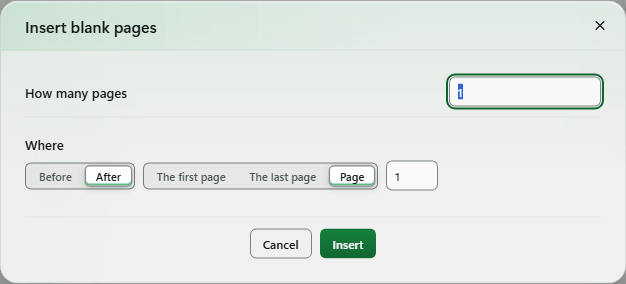 Insert blank pages
How many pages 1
Where
Before After The first page The last page Page 1
Cancel Insert